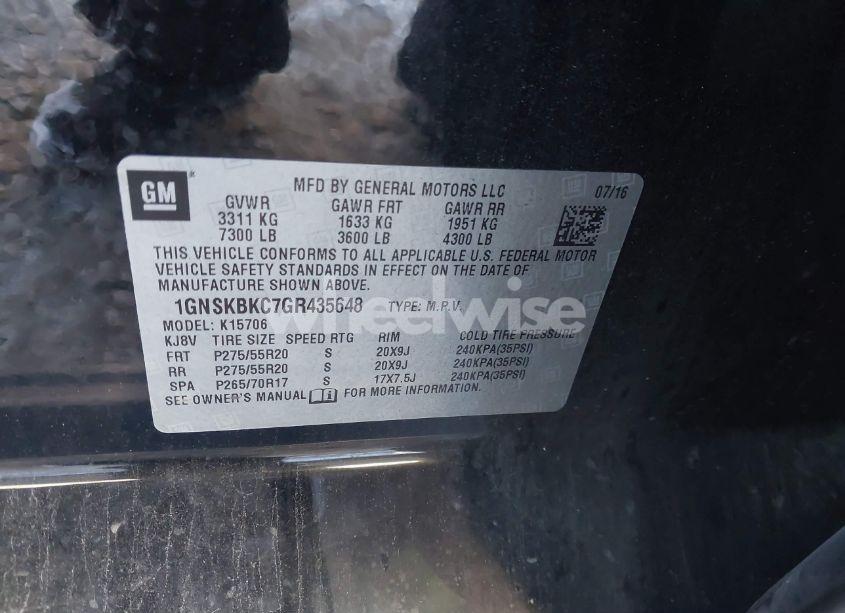 GM
MFD BY GENERAL MOTORS LLC 07/16
GVWR GAWR FRT GAWR RR
3311 KG 1633 KG 1951 KG
7300 LB 3600 LB 4300 LB
THIS VEHICLE CONFORMS TO ALL APPLICABLE U.S. FEDERAL MOTOR
VEHICLE SAFETY STANDARDS IN EFFECT ON THE DATE OF
MANUFACTURE SHOWN ABOVE.
1GNSKBKC7GR435648 TYPE: M.P.V.
wheelwise
MODEL: K15706
KJ8V TIRE SIZE SPEED RTG RIM COLD TIRE PRESSURE
FRT P275/55R20 S 20X9J 240KPA(35PSI)
RR P275/55R20 S 20X9J 240KPA(35PSI)
SPA P265/70R17 S 17X7.5J 240KPA(35PSI)
SEE OWNER'S MANUAL FOR MORE INFORMATION.
wheelwise